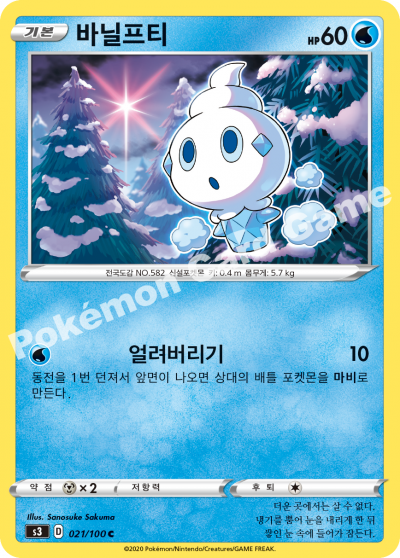 기본 바닐프티 HP60
전국도감 NO.582 신설포켓몬 키: 0.4 m 몸무게: 5.7 kg
Pokémon Card Game
얼려버리기 10
동전을 1번 던져서 앞면이 나오면 상대의 배틀 포켓몬을 마비로
만든다.
약점 ×2 저항력 후퇴
Illus. Sanosuke Sakuma
s3 D 021/100 C
더운 곳에서는 살 수 없다.
냉기를 뿜어 눈을 내리게 한 뒤
쌓인 눈 속에 들어가 잠든다.
©2020 Pokémon/Nintendo/Creatures/GAME FREAK.